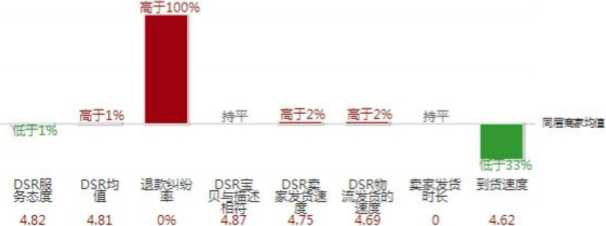 高于100%
低于1%
高于1%
持平
高于2%
高于2%
持平
低于33%
同层商家均值
DSR服务态度
DSR均值
退款纠纷率
DSR宝贝与描述相符
DSR卖家发货速度
DSR物流发货的速度
卖家发货时长
到货速度
4.82
4.81
0%
4.87
4.75
4.69
0
4.62